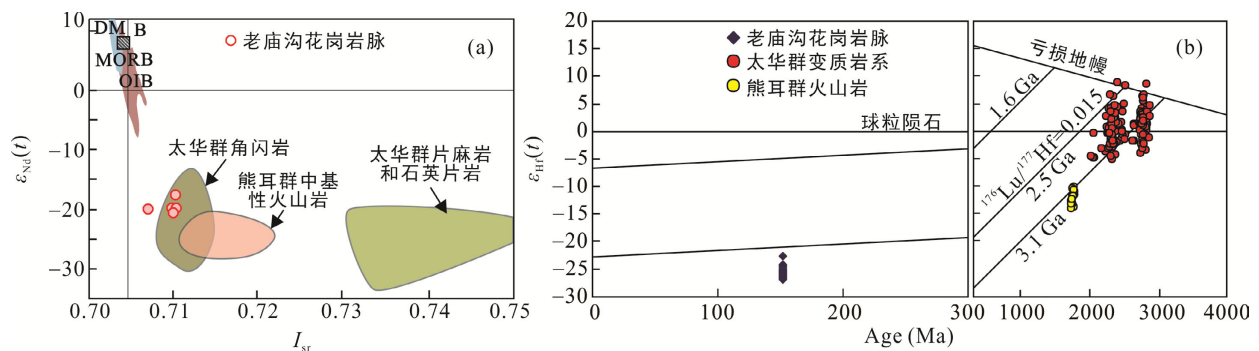 10
0
−10
−20
−30
εNd(t)
DM
B
MORB
OIB
老庙沟花岗岩脉
(a)
太华群角闪岩
熊耳群中基
性火山岩
太华群片麻岩
和石英片岩
0.70
0.71
0.72
0.73
0.74
0.75
Isr
20
15
10
5
0
−5
−10
−15
−20
−25
−30
εHf(t)
老庙沟花岗岩脉
太华群变质岩系
熊耳群火山岩
球粒陨石
0
100
200
300
Age (Ma)
(b)
亏损地幔
1.6 Ga
¹⁷⁶Lu/¹⁷⁷Hf=0.015
2.5 Ga
3.1 Ga
1000
2000
3000
4000